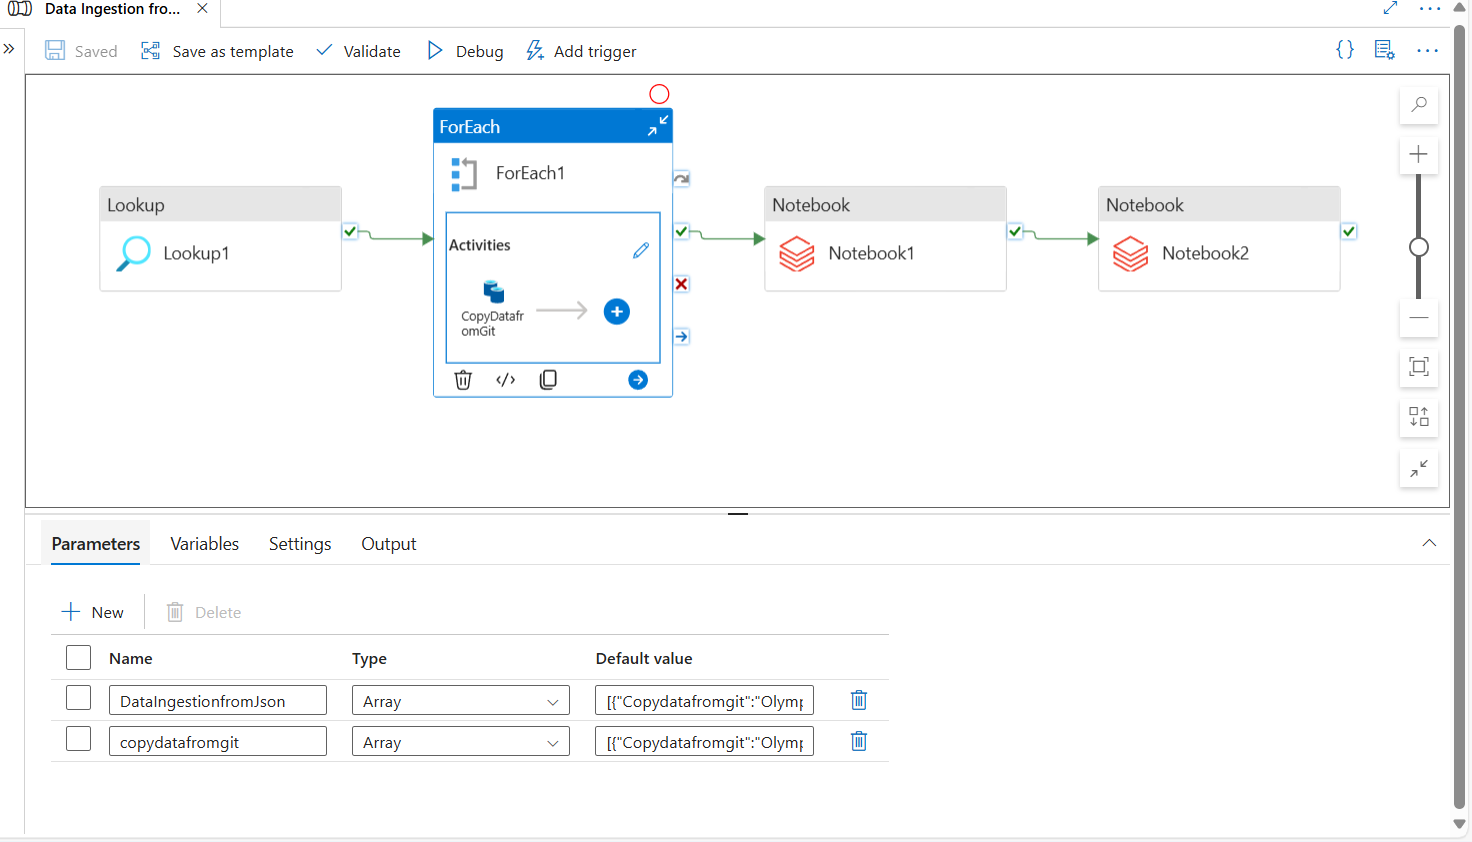 Data Ingestion fro...
Saved
Save as template
Validate
Debug
Add trigger
ForEach
ForEach1
Lookup
Lookup1
Activities
CopyDatafr
omGit
Notebook
Notebook1
Notebook
Notebook2
Parameters
Variables
Settings
Output
New
Delete
Name
Type
Default value
DataIngestionfromJson
Array
[{"Copydatafromgit":"Olymp
copydatafromgit
Array
[{"Copydatafromgit":"Olymp